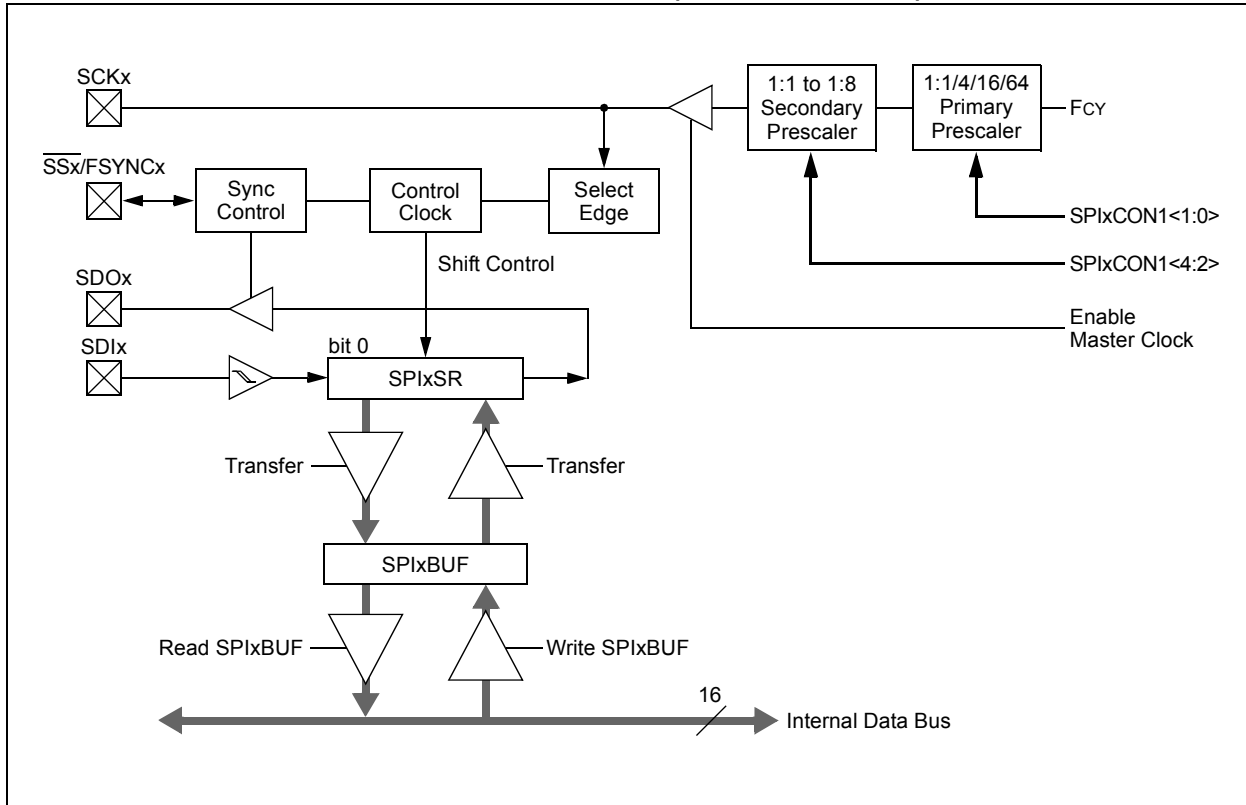 SCKx
1:1 to 1:8
Secondary
Prescaler
1:1/4/16/64
Primary
Prescaler
FCY
SSx/FSYNCx
Sync
Control
Control
Clock
Select
Edge
SPIxCON1<1:0>
SPIxCON1<4:2>
Shift Control
SDOx
Enable
Master Clock
SDIx
bit 0
SPIxSR
Transfer
Transfer
SPIxBUF
Read SPIxBUF
Write SPIxBUF
16
Internal Data Bus